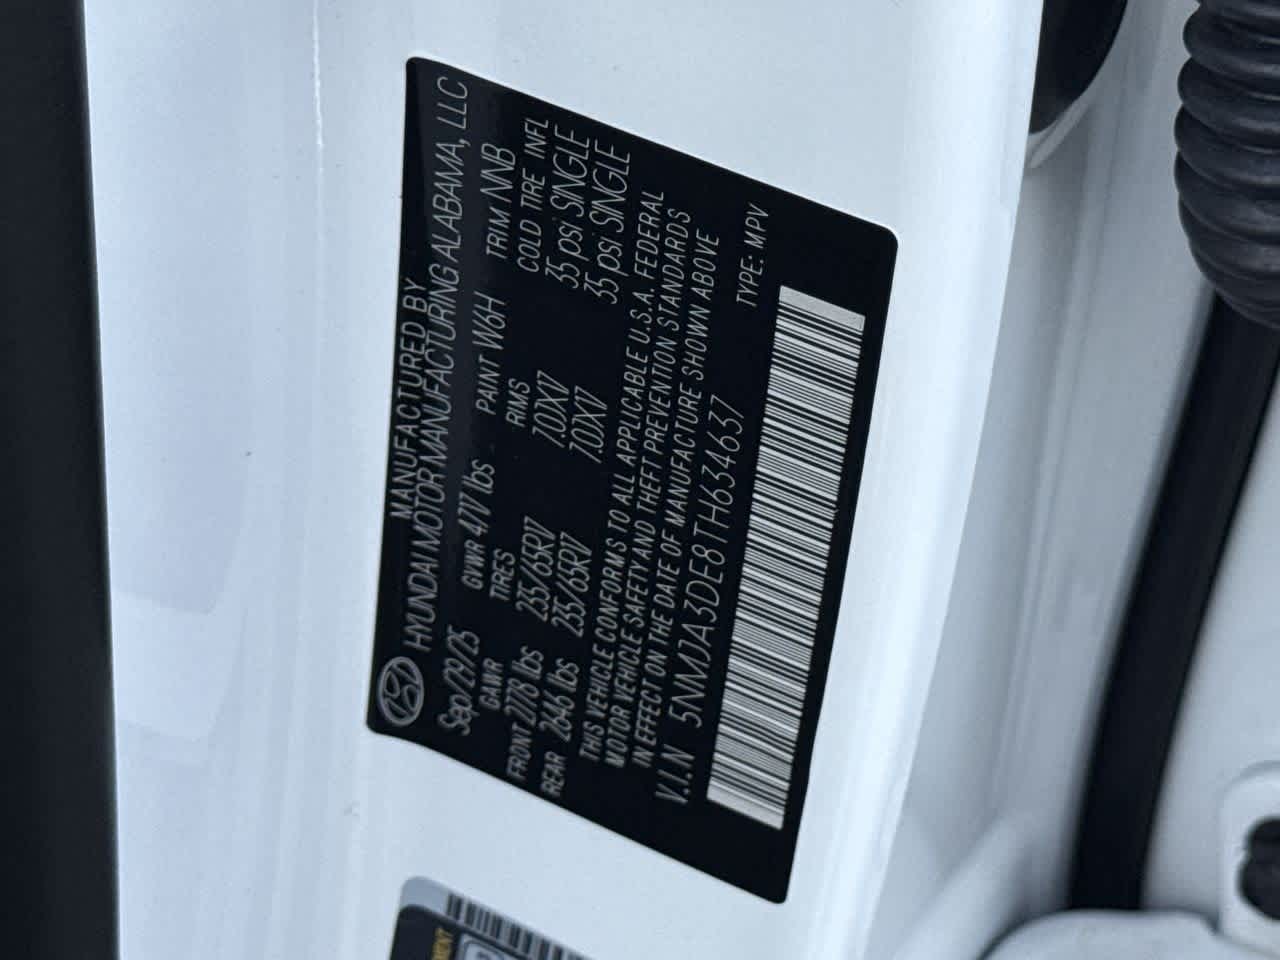 MANUFACTURED BY
HYUNDAI MOTOR MANUFACTURING ALABAMA, LLC
Sep/29/25 GVWR 4717 lbs PAINT W6H TRIM NNB
GAWR TIRES RIMS COLD TIRE INFL
FRONT 2778 lbs 235/65R17 7.0JX17 35 psi SINGLE
REAR 2646 lbs 235/65R17 7.0JX17 35 psi SINGLE
THIS VEHICLE CONFORMS TO ALL APPLICABLE U.S.A. FEDERAL
MOTOR VEHICLE SAFETY AND THEFT PREVENTION STANDARDS
IN EFFECT ON THE DATE OF MANUFACTURE SHOWN ABOVE
V.I.N 5NMJA3DE8TH634637 TYPE: MPV